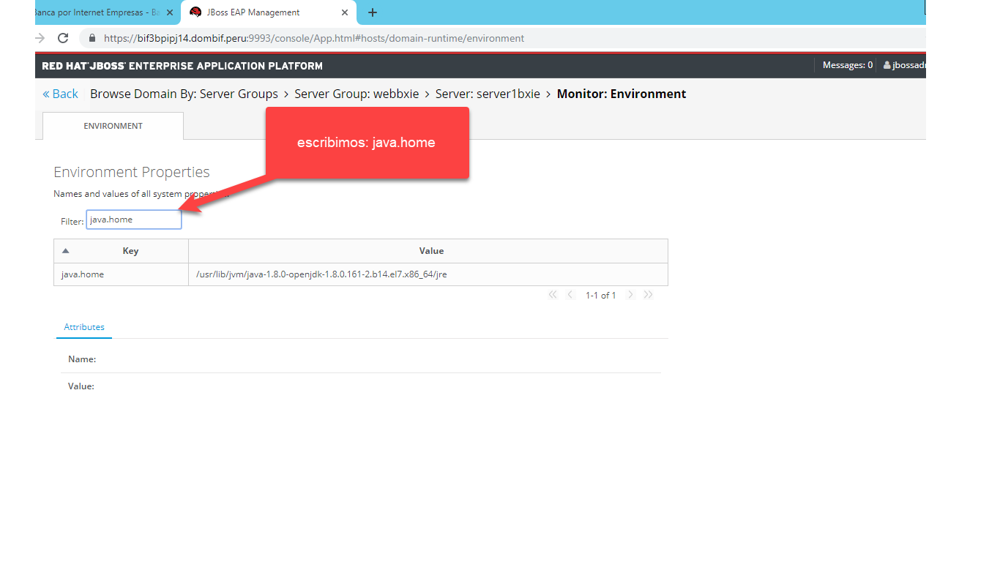 Banca por Internet Empresas - Ba
JBoss EAP Management
https://bif3bpipj14.dombif.peru:9993/console/App.html#hosts/domain-runtime/environment
RED HAT JBOSS ENTERPRISE APPLICATION PLATFORM
Messages: 0
jbossad
« Back
Browse Domain By: Server Groups > Server Group: webbxie > Server: server1bxie > Monitor: Environment
ENVIRONMENT
escribimos: java.home
Environment Properties
Names and values of all system
Filter: java.home
Key Value
java.home /usr/lib/jvm/java-1.8.0-openjdk-1.8.0.161-2.b14.el7.x86_64/jre
1-1 of 1
Attributes
Name:
Value: